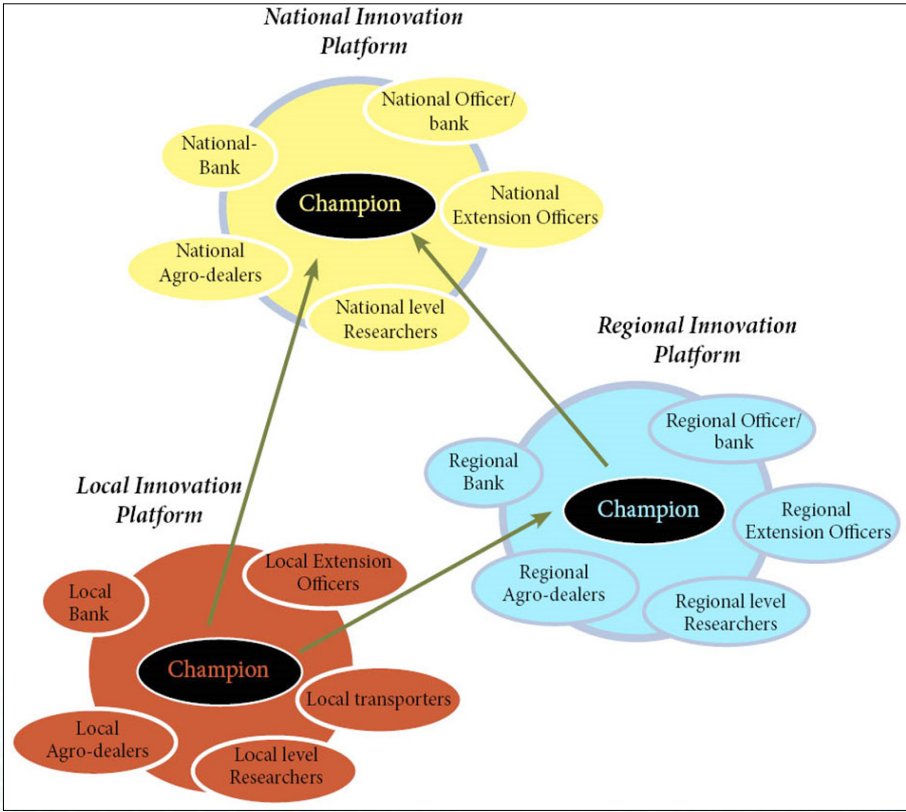 National Innovation
Platform
National Officer/
bank
National-
Bank
Champion
National
Extension Officers
National
Agro-dealers
National level
Researchers
Regional Innovation
Platform
Regional Officer/
bank
Regional
Bank
Champion
Regional
Extension Officers
Regional
Agro-dealers
Regional level
Researchers
Local Innovation
Platform
Local Extension
Officers
Local
Bank
Champion
Local transporters
Local
Agro-dealers
Local level
Researchers